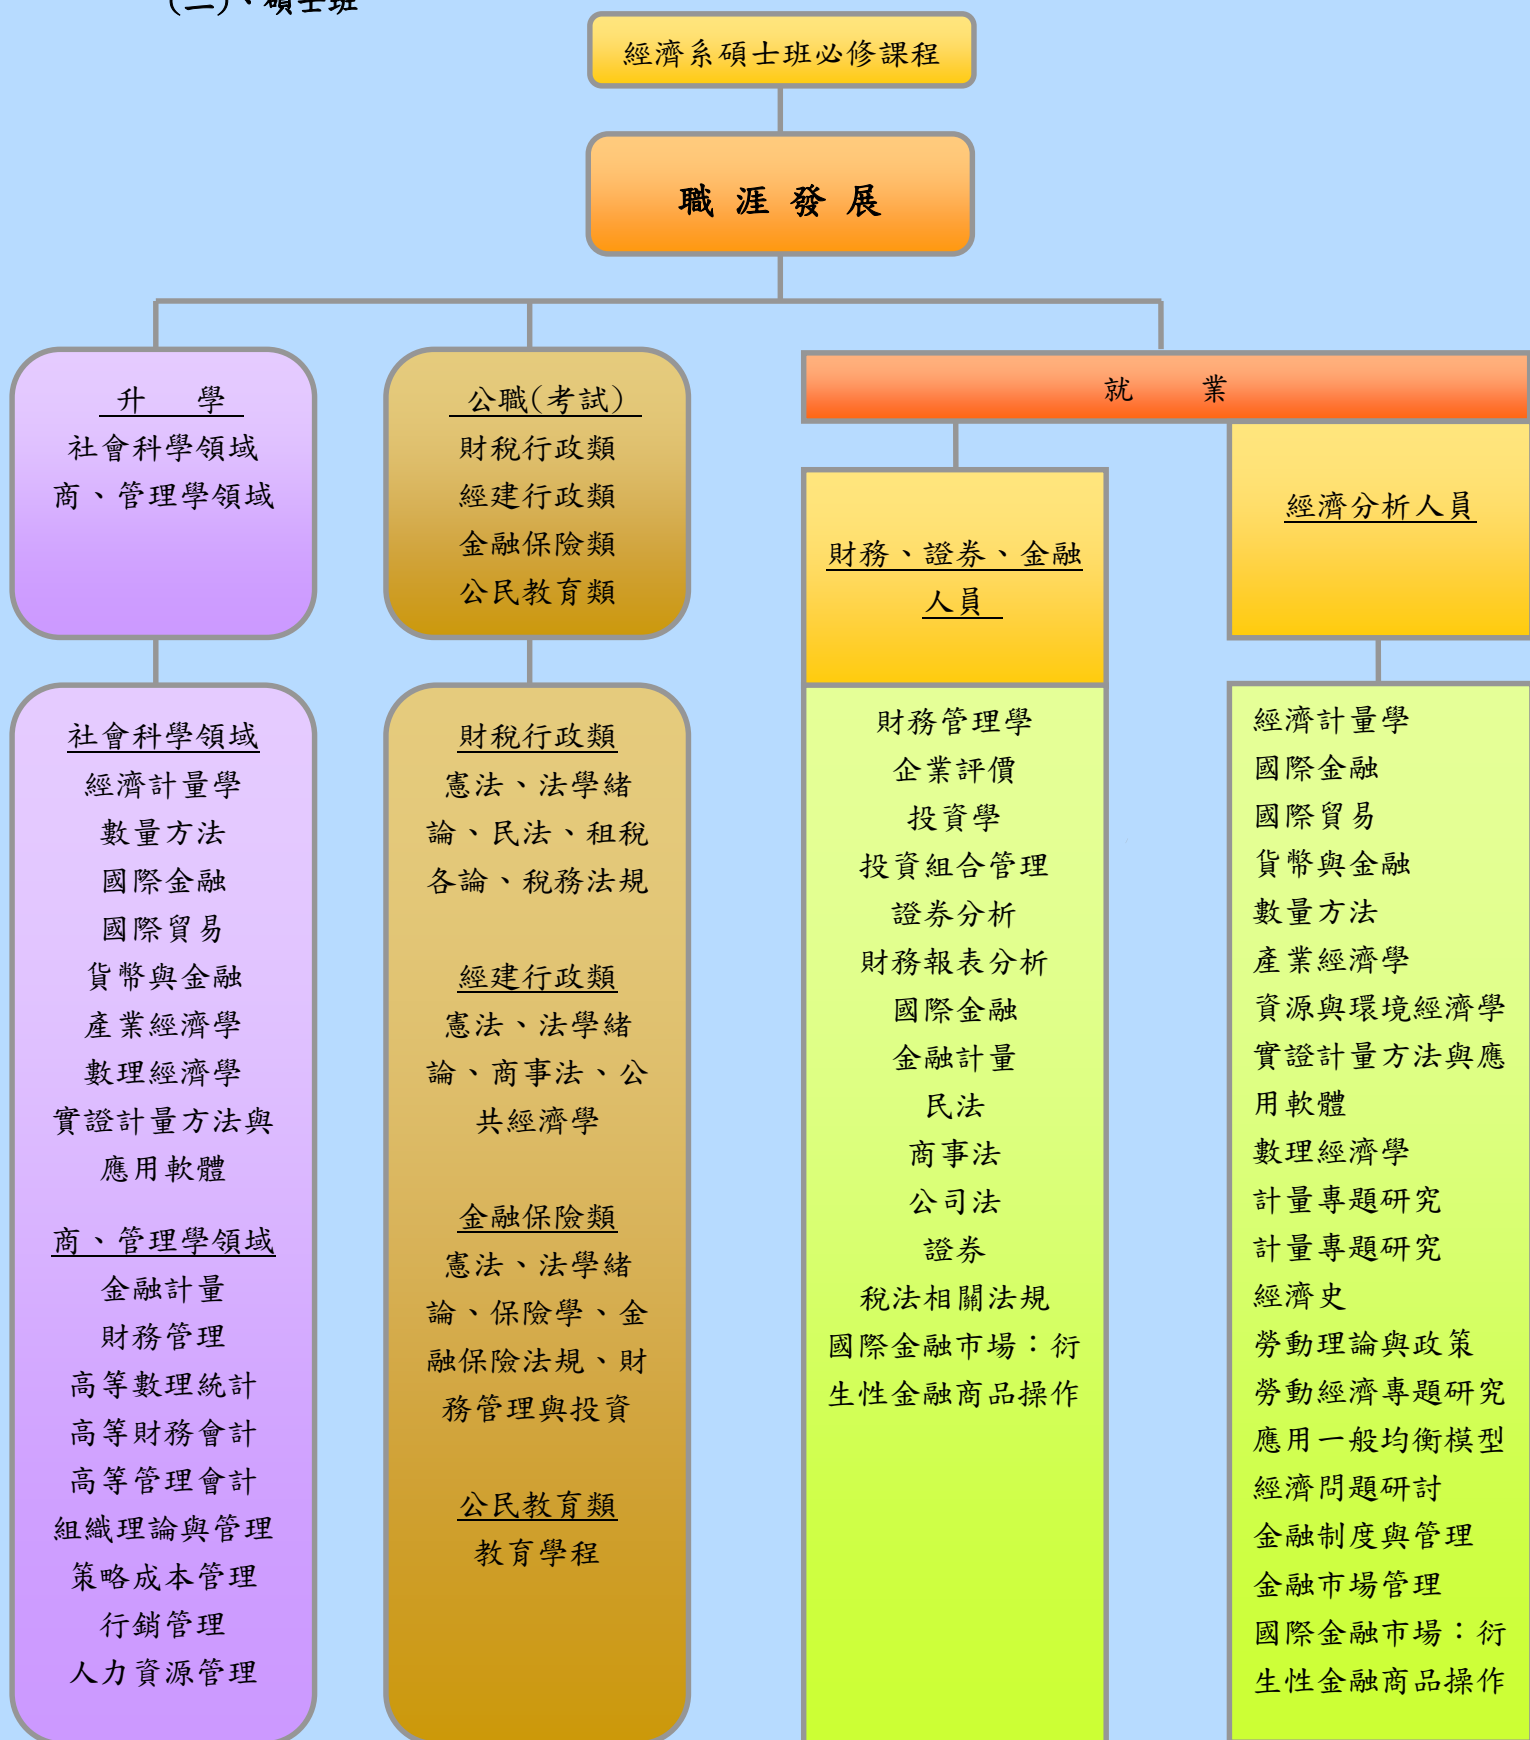 (二)、碩士班
經濟系碩士班必修課程
職涯發展
升 學
社會科學領域
商、管理學領域
公職(考試)
財稅行政類
經建行政類
金融保險類
公民教育類
就 業
財務、證券、金融
人員
經濟分析人員
社會科學領域
經濟計量學
數量方法
國際金融
國際貿易
貨幣與金融
產業經濟學
數理經濟學
實證計量方法與
應用軟體
商、管理學領域
金融計量
財務管理
高等數理統計
高等財務會計
高等管理會計
組織理論與管理
策略成本管理
行銷管理
人力資源管理
財稅行政類
憲法、法學緒
論、民法、租稅
各論、稅務法規
經建行政類
憲法、法學緒
論、商事法、公
共經濟學
金融保險類
憲法、法學緒
論、保險學、金
融保險法規、財
務管理與投資
公民教育類
教育學程
財務管理學
企業評價
投資學
投資組合管理
證券分析
財務報表分析
國際金融
金融計量
民法
商事法
公司法
證券
稅法相關法規
國際金融市場：衍
生性金融商品操作
經濟計量學
國際金融
國際貿易
貨幣與金融
數量方法
產業經濟學
資源與環境經濟學
實證計量方法與應
用軟體
數理經濟學
計量專題研究
計量專題研究
經濟史
勞動理論與政策
勞動經濟專題研究
應用一般均衡模型
經濟問題研討
金融制度與管理
金融市場管理
國際金融市場：衍
生性金融商品操作